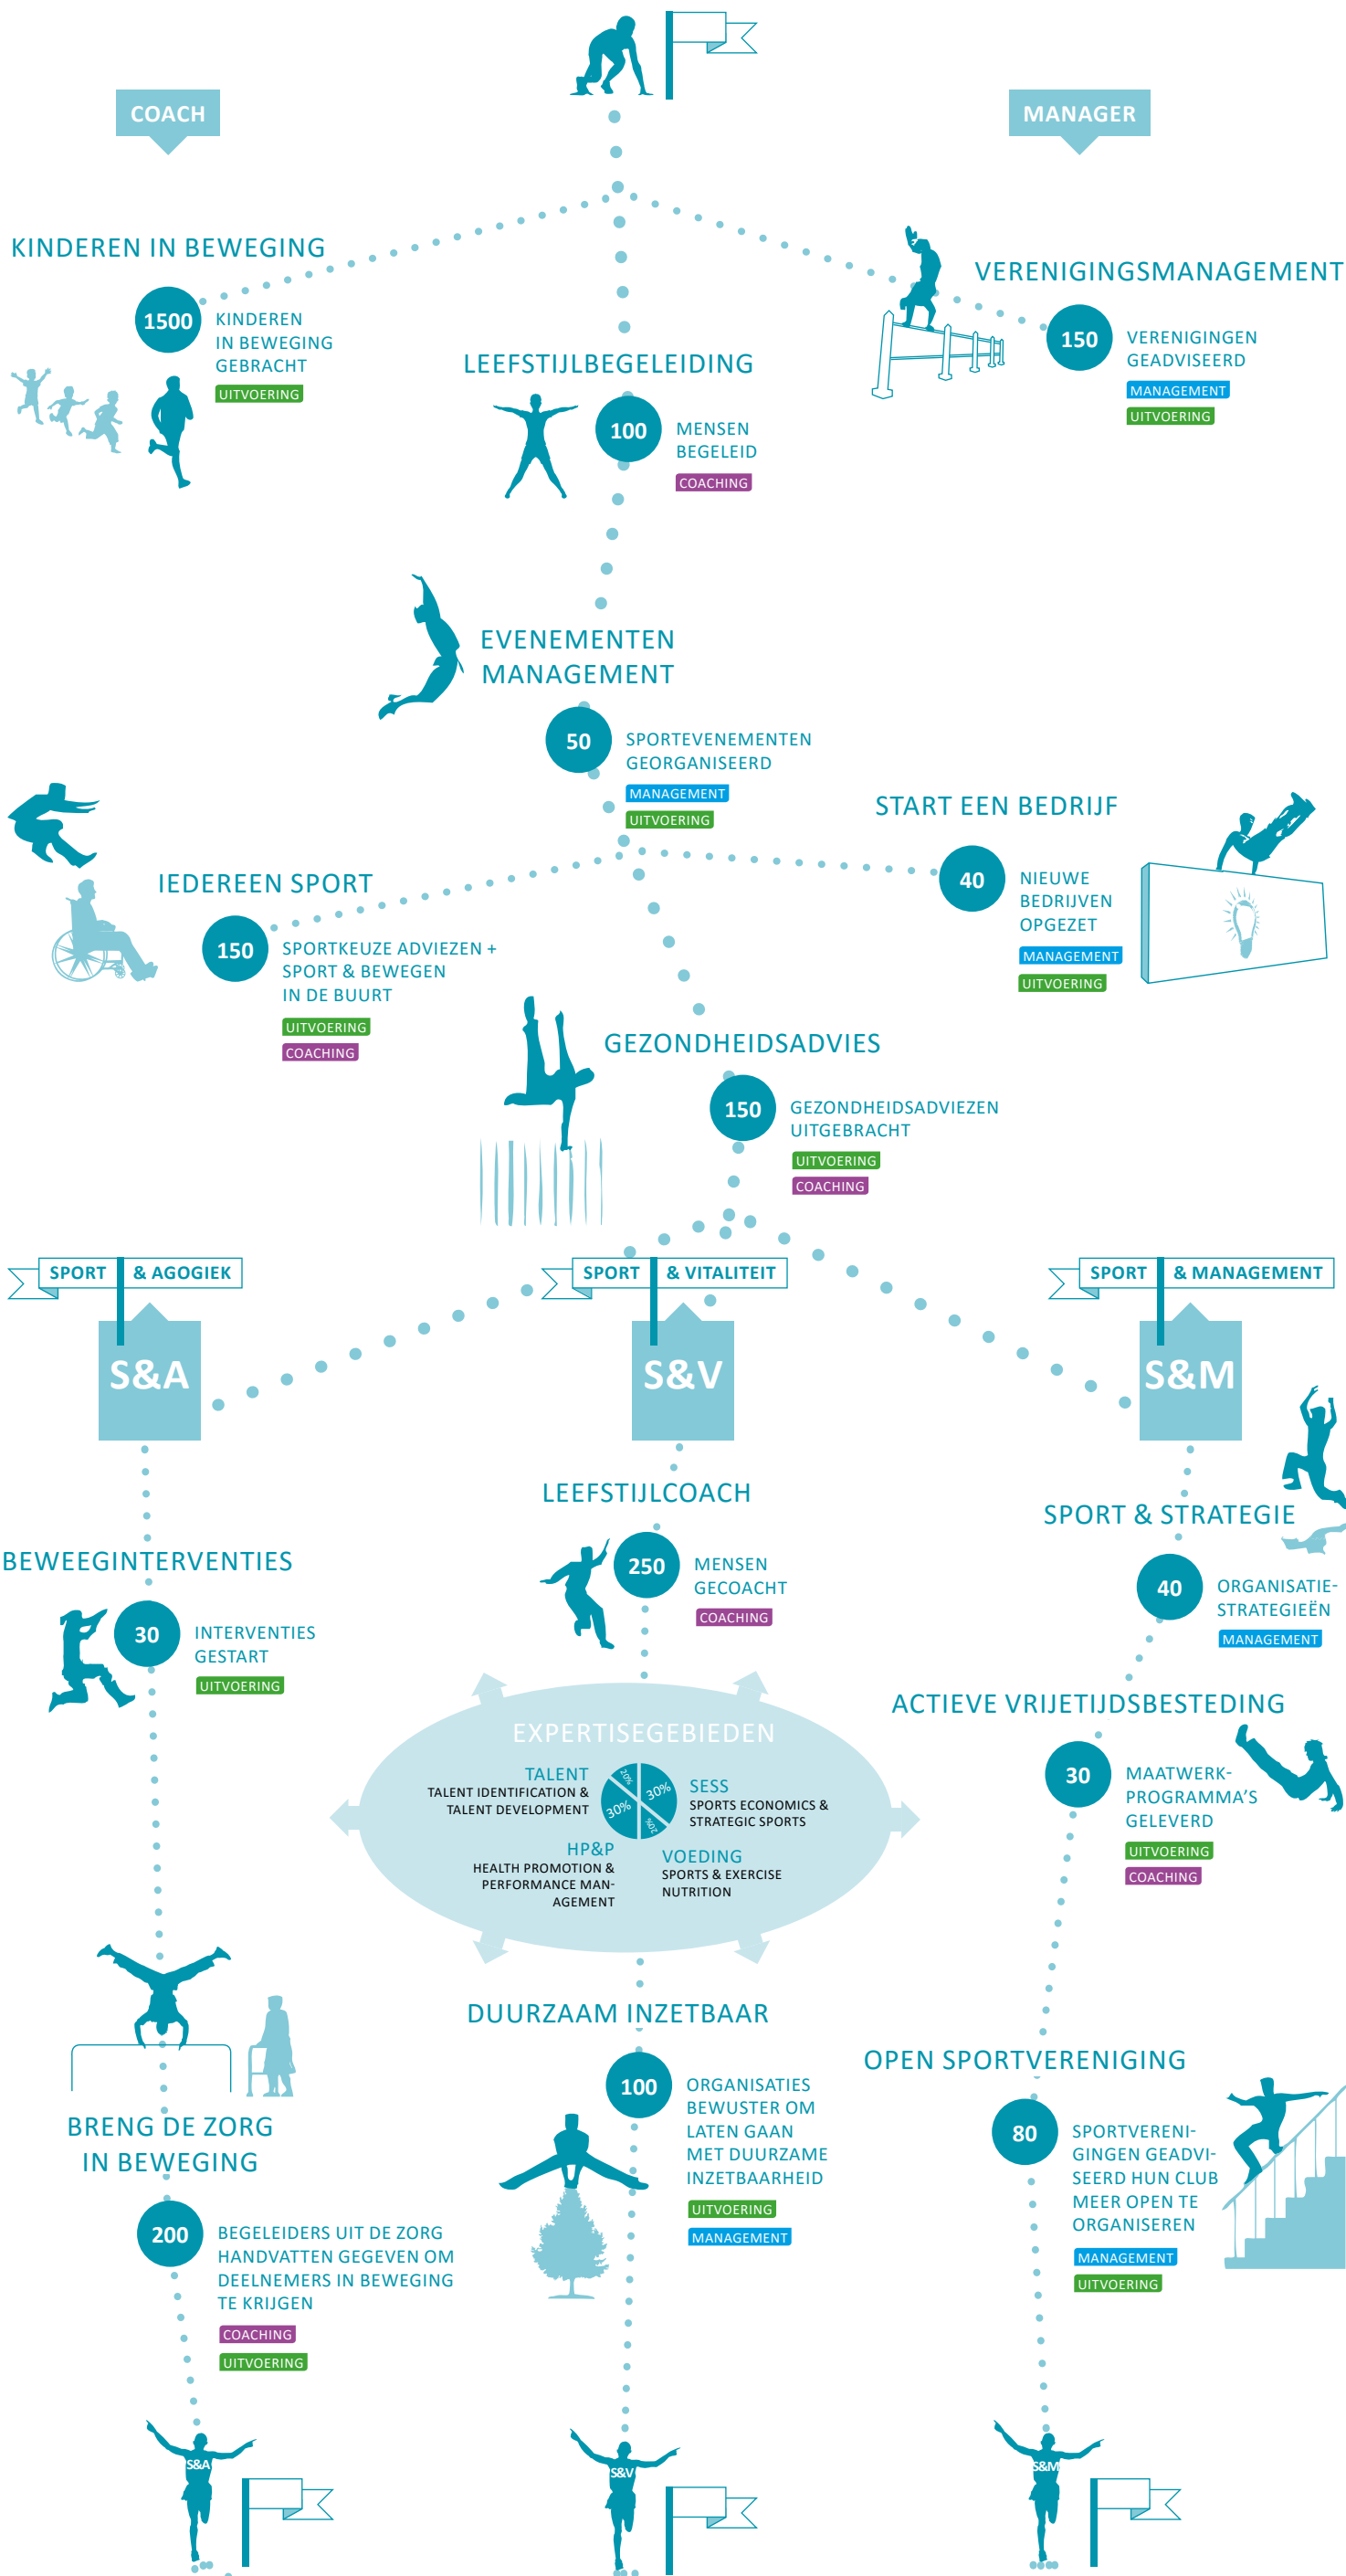 COACH
MANAGER
KINDEREN IN BEWEGING
1500
KINDEREN
IN BEWEGING
GEBRACHT
UITVOERING
VERENIGINGSMANAGEMENT
150
VERENIGINGEN
GEADVISEERD
MANAGEMENT
UITVOERING
LEEFSTIJLBEGELEIDING
100
MENSEN
BEGELEID
COACHING
EVENEMENTEN
MANAGEMENT
50
SPORTEVENEMENTEN
GEORGANISEERD
MANAGEMENT
UITVOERING
START EEN BEDRIJF
40
NIEUWE
BEDRIJVEN
OPGEZET
MANAGEMENT
UITVOERING
IEDEREEN SPORT
150
SPORTKEUZE ADVIEZEN +
SPORT & BEWEGEN
IN DE BUURT
UITVOERING
COACHING
GEZONDHEIDSADVIES
150
GEZONDHEIDSADVIEZEN
UITGEBRACHT
UITVOERING
COACHING
SPORT & AGOGIEK
S&A
SPORT & VITALITEIT
S&V
SPORT & MANAGEMENT
S&M
LEEFSTIJLCOACH
250
MENSEN
GECOACHT
COACHING
SPORT & STRATEGIE
40
ORGANISATIE-
STRATEGIEËN
MANAGEMENT
BEWEEGINTERVENTIES
30
INTERVENTIES
GESTART
UITVOERING
ACTIEVE VRIJETIJDSBESTEDING
30
MAATWERK-
PROGRAMMA'S
GELEVERD
UITVOERING
COACHING
EXPERTISEGEBIEDEN
TALENT
TALENT IDENTIFICATION &
TALENT DEVELOPMENT
20%
30%
30%
20%
SESS
SPORTS ECONOMICS &
STRATEGIC SPORTS
HP&P
HEALTH PROMOTION &
PERFORMANCE MAN-
AGEMENT
VOEDING
SPORTS & EXERCISE
NUTRITION
DUURZAAM INZETBAAR
100
ORGANISATIES
BEWUSTER OM
LATEN GAAN
MET DUURZAME
INZETBAARHEID
UITVOERING
MANAGEMENT
OPEN SPORTVERENIGING
80
SPORTVERENI-
GINGEN GEADVI-
SEERD HUN CLUB
MEER OPEN TE
ORGANISEREN
MANAGEMENT
UITVOERING
BRENG DE ZORG
IN BEWEGING
200
BEGELEIDERS UIT DE ZORG
HANDVATTEN GEGEVEN OM
DEELNEMERS IN BEWEGING
TE KRIJGEN
COACHING
UITVOERING
S&A
S&V
S&M